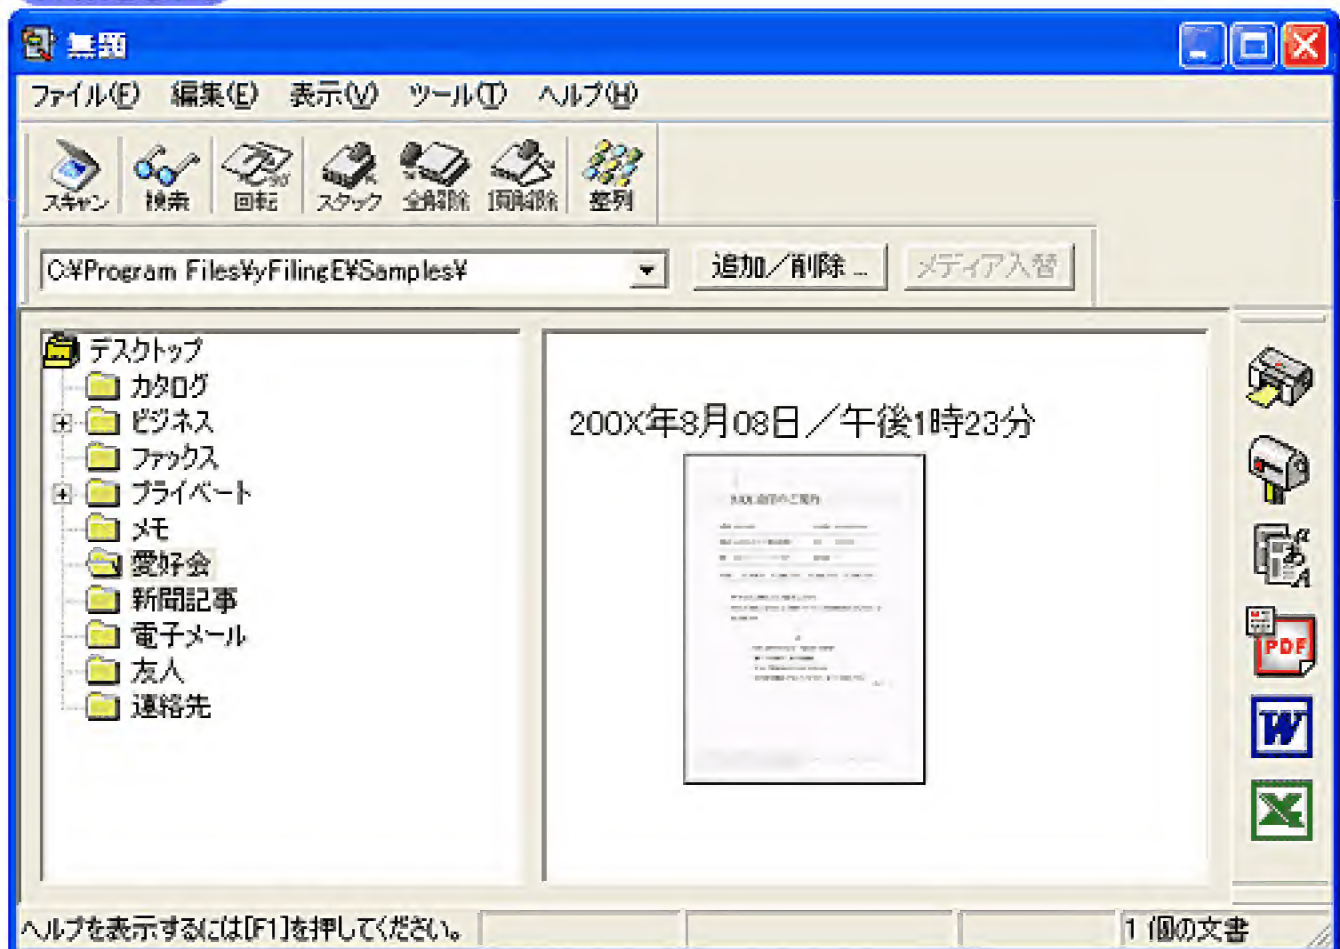 無題
ファイル(F) 編集(E) 表示(V) ツール(T) ヘルプ(H)
スキャン 検索 回転 スタック 全解除 1頁解除 整列
C:¥Program Files¥yFilingE¥Samples¥ 追加／削除 ... メディア入替
デスクトップ
カタログ
ビジネス
ファックス
プライベート
メモ
愛好会
新聞記事
電子メール
友人
連絡先
200X年8月08日／午後1時23分
PDF
W
ヘルプを表示するには[F1]を押してください。 1 個の文書